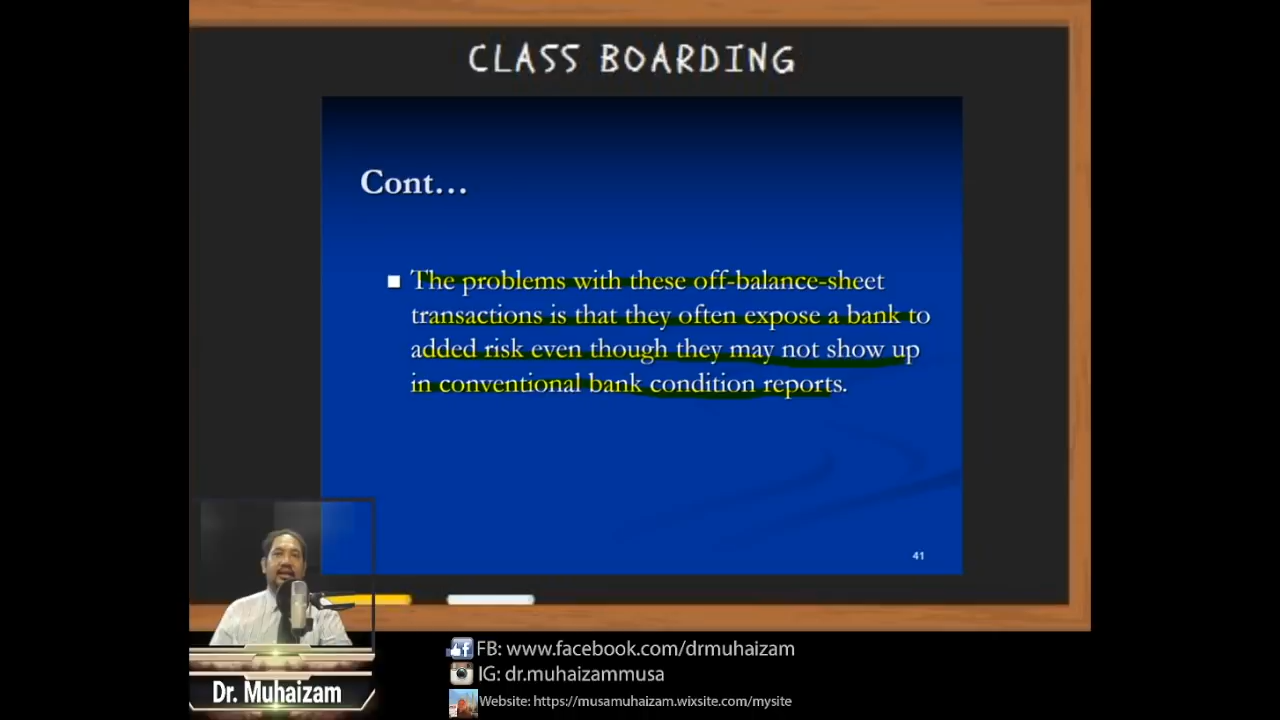 CLASS BOARDING
Cont...
The problems with these off-balance-sheet
transactions is that they often expose a bank to
added risk even though they may not show up
in conventional bank condition reports.
41
Dr. Muhaizam
FB: www.facebook.com/drmuhaizam
IG: dr.muhaizammusa
Website: https://musamuhaizam.wixsite.com/mysite